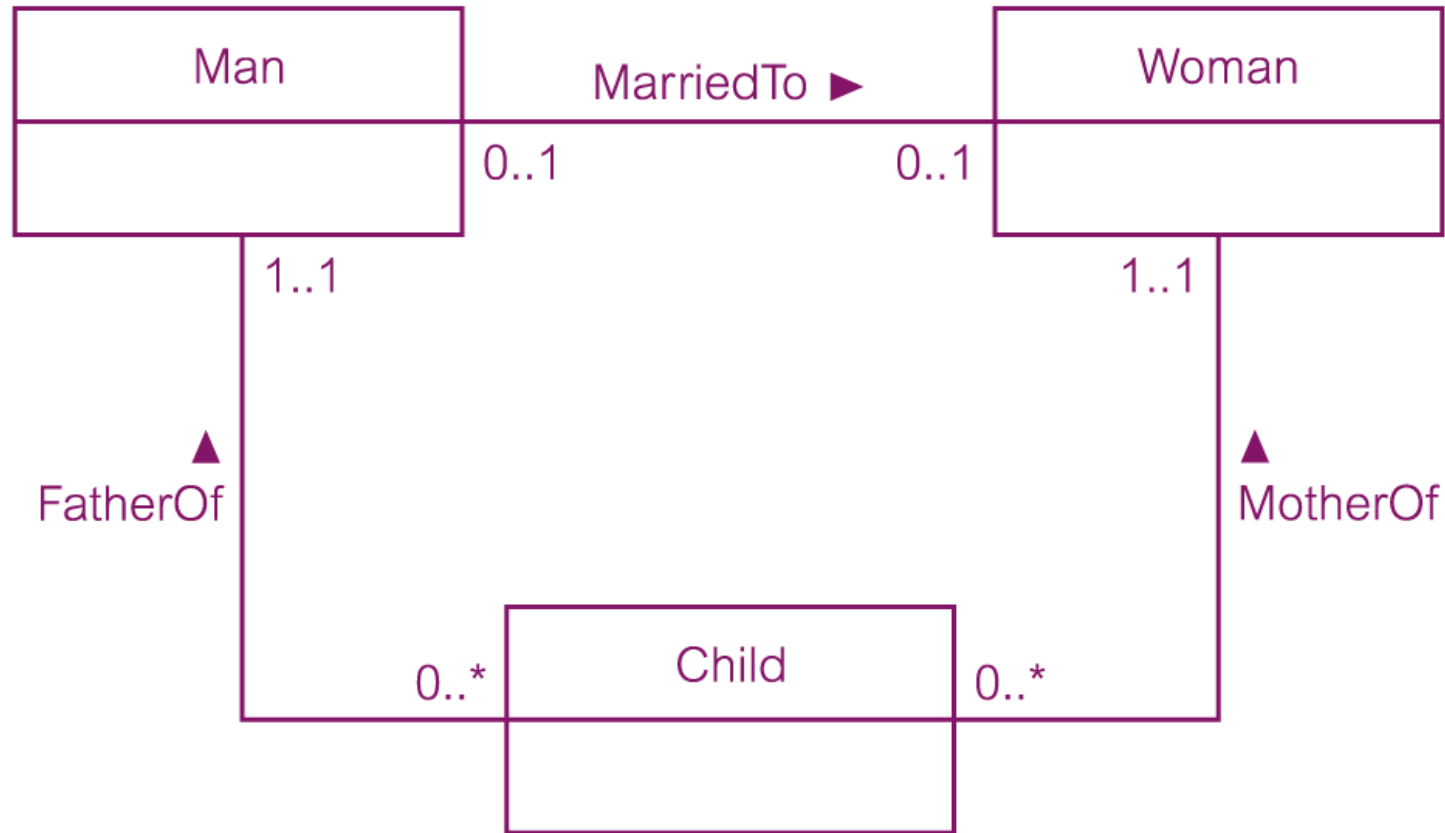 Man
MarriedTo ►
Woman
0..1
0..1
1..1
1..1
▲
▲
FatherOf
MotherOf
0..*
Child
0..*